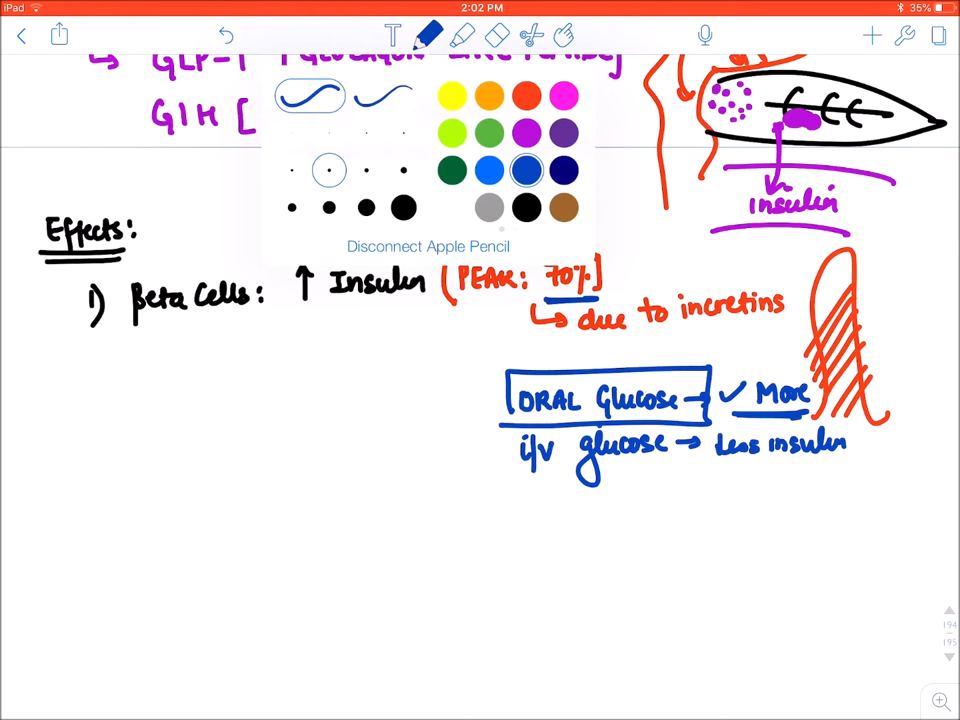 iPad 2:02 PM 35%
T
GLP-1
GIH [
insulin
Disconnect Apple Pencil
Effects:
1) Beta Cells: ↑ Insulin (PEAK: 70%]
↳ due to incretins
ORAL Glucose → ✓ More
i/v glucose → Less insulin
194
195